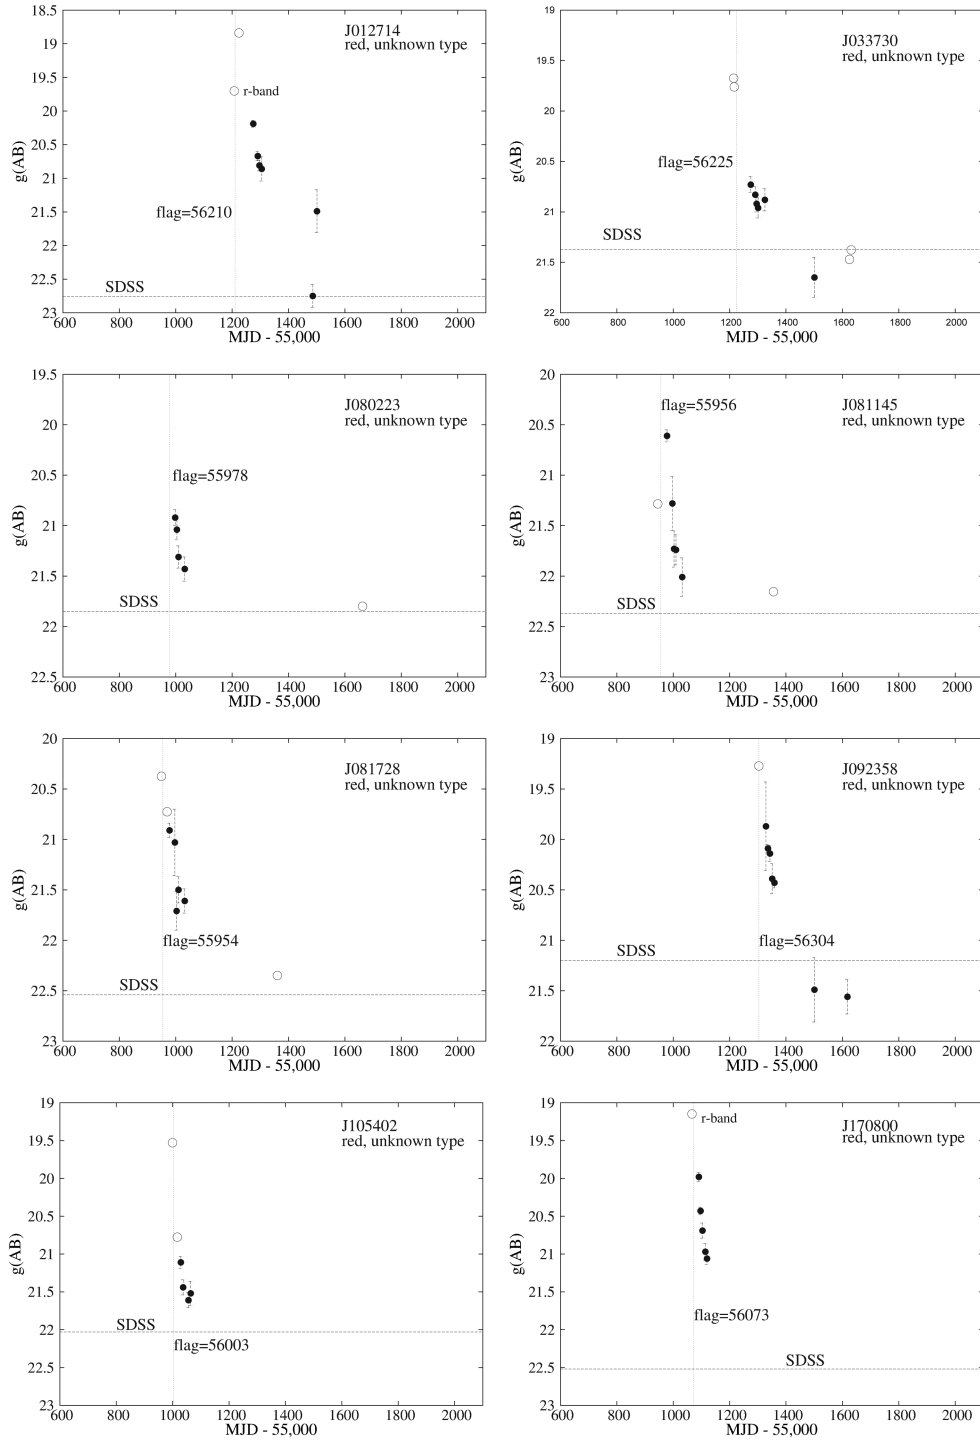 18.5
19
19.5
20
20.5
21
21.5
22
22.5
23
g(AB)
600 800 1000 1200 1400 1600 1800 2000
MJD - 55,000
J012714
red, unknown type
r-band
flag=56210
SDSS
19
19.5
20
20.5
21
21.5
22
g(AB)
600 800 1000 1200 1400 1600 1800 2000
MJD - 55,000
J033730
red, unknown type
flag=56225
SDSS
19.5
20
20.5
21
21.5
22
22.5
g(AB)
600 800 1000 1200 1400 1600 1800 2000
MJD - 55,000
J080223
red, unknown type
flag=55978
SDSS
20
20.5
21
21.5
22
22.5
23
g(AB)
600 800 1000 1200 1400 1600 1800 2000
MJD - 55,000
flag=55956
J081145
red, unknown type
SDSS
20
20.5
21
21.5
22
22.5
23
g(AB)
600 800 1000 1200 1400 1600 1800 2000
MJD - 55,000
J081728
red, unknown type
flag=55954
SDSS
19
19.5
20
20.5
21
21.5
22
g(AB)
600 800 1000 1200 1400 1600 1800 2000
MJD - 55,000
J092358
red, unknown type
flag=56304
SDSS
19
19.5
20
20.5
21
21.5
22
22.5
23
g(AB)
600 800 1000 1200 1400 1600 1800 2000
MJD - 55,000
J105402
red, unknown type
SDSS
flag=56003
19
19.5
20
20.5
21
21.5
22
22.5
23
g(AB)
600 800 1000 1200 1400 1600 1800 2000
MJD - 55,000
r-band
J170800
red, unknown type
flag=56073
SDSS